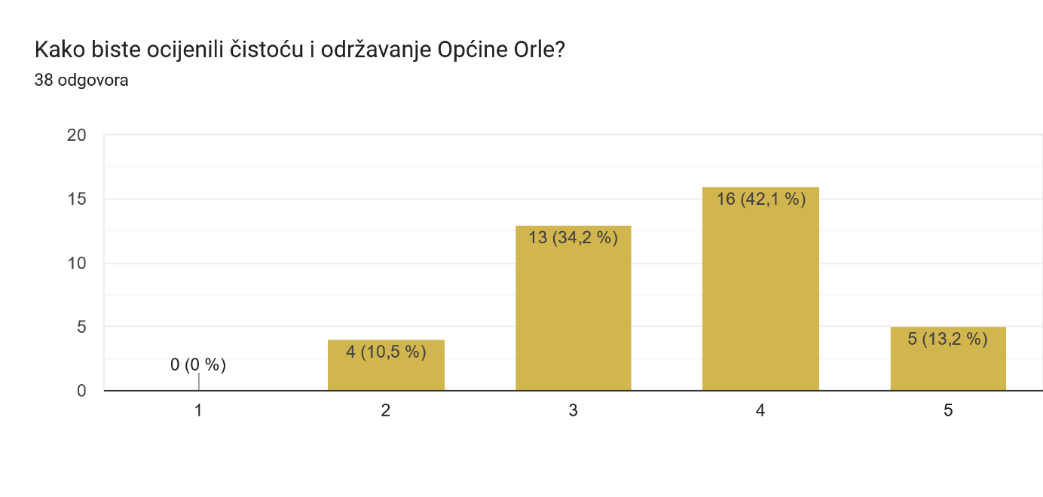 Kako biste ocijenili čistoću i održavanje Općine Orle?
38 odgovora
20
15
10
5
0
0 (0 %)
4 (10,5 %)
13 (34,2 %)
16 (42,1 %)
5 (13,2 %)
1
2
3
4
5